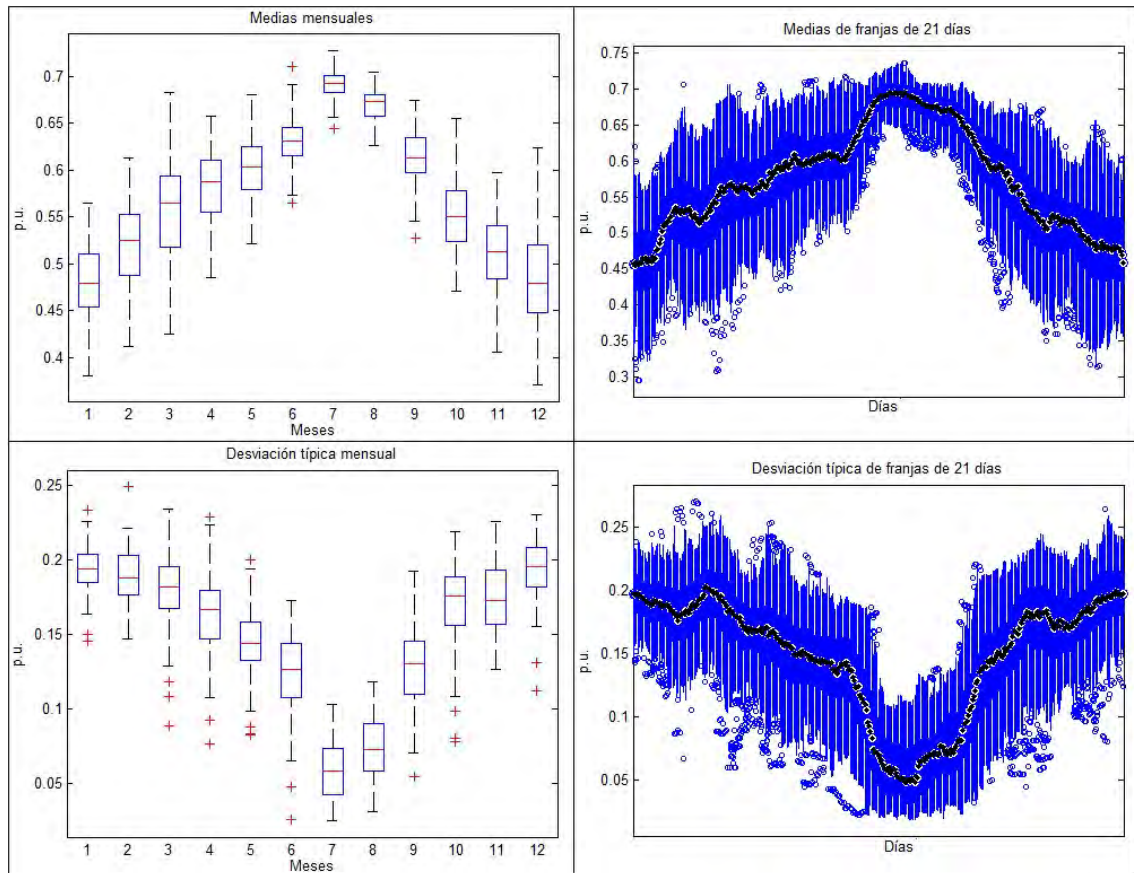 Medias mensuales
0.7
0.65
0.6
0.55
0.5
0.45
0.4
p.u.
1 2 3 4 5 6 7 8 9 10 11 12
Meses
Medias de franjas de 21 días
0.75
0.7
0.65
0.6
0.55
0.5
0.45
0.4
0.35
0.3
p.u.
Días
Desviación típica mensual
0.25
0.2
0.15
0.1
0.05
p.u.
1 2 3 4 5 6 7 8 9 10 11 12
Meses
Desviación típica de franjas de 21 días
0.25
0.2
0.15
0.1
0.05
p.u.
Días